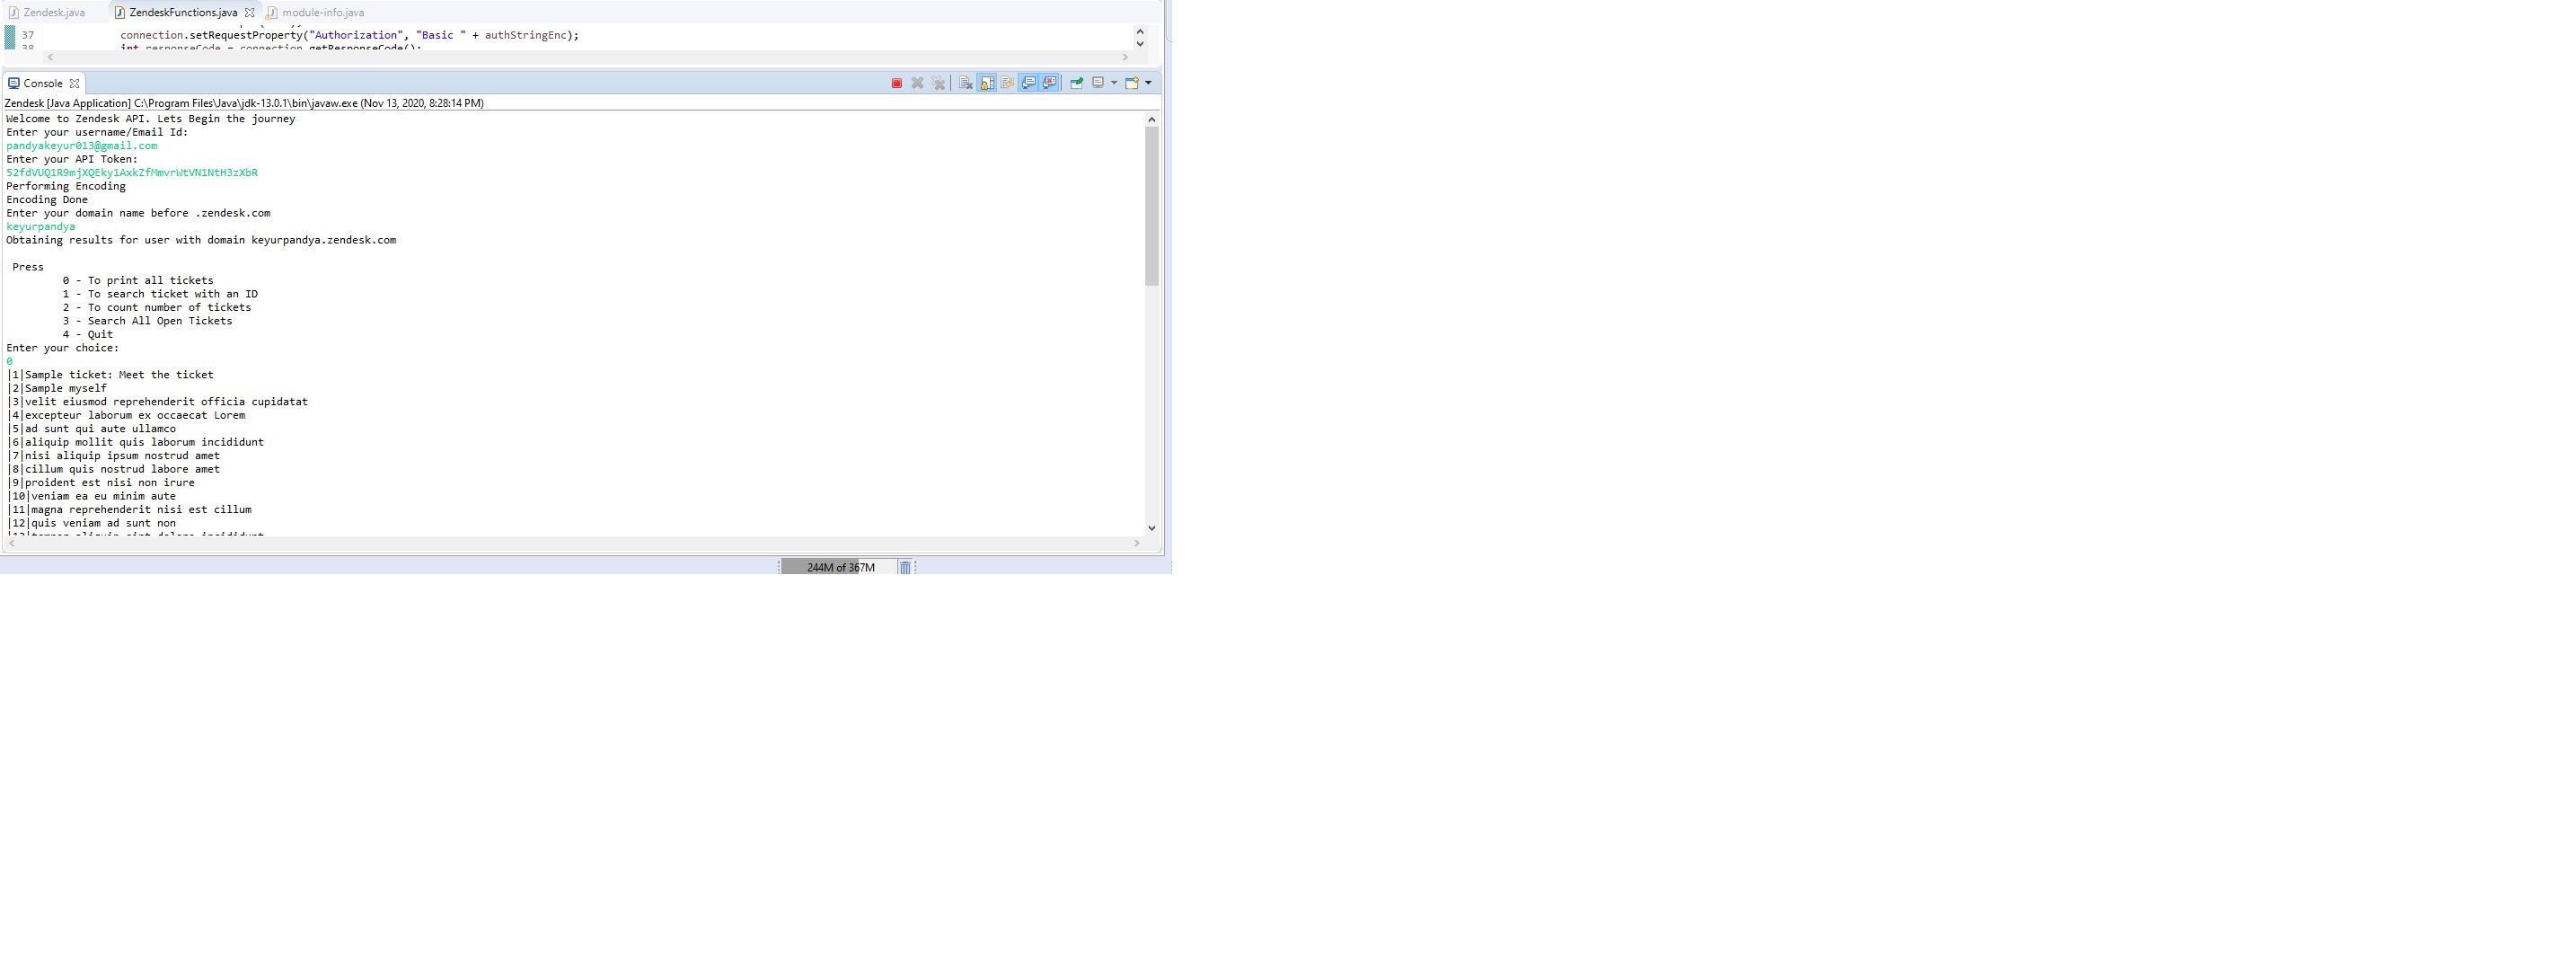 Zendesk.java ZendeskFunctions.java module-info.java
37 connection.setRequestProperty("Authorization", "Basic " + authStringEnc);
38 int responseCode = connection.getResponseCode();
Console
Zendesk [Java Application] C:\Program Files\Java\jdk-13.0.1\bin\javaw.exe (Nov 13, 2020, 8:28:14 PM)
Welcome to Zendesk API. Lets Begin the journey
Enter your username/Email Id:
pandyakeyur013@gmail.com
Enter your API Token:
52fdVUQ1R9mjXQEky1AxkZfMmvrWtVN1NtH3zXbR
Performing Encoding
Encoding Done
Enter your domain name before .zendesk.com
keyurpandya
Obtaining results for user with domain keyurpandya.zendesk.com
Press
0 - To print all tickets
1 - To search ticket with an ID
2 - To count number of tickets
3 - Search All Open Tickets
4 - Quit
Enter your choice:
0
|1|Sample ticket: Meet the ticket
|2|Sample myself
|3|velit eiusmod reprehenderit officia cupidatat
|4|excepteur laborum ex occaecat Lorem
|5|ad sunt qui aute ullamco
|6|aliquip mollit quis laborum incididunt
|7|nisi aliquip ipsum nostrud amet
|8|cillum quis nostrud labore amet
|9|proident est nisi non irure
|10|veniam ea eu minim aute
|11|magna reprehenderit nisi est cillum
|12|quis veniam ad sunt non
244M of 367M